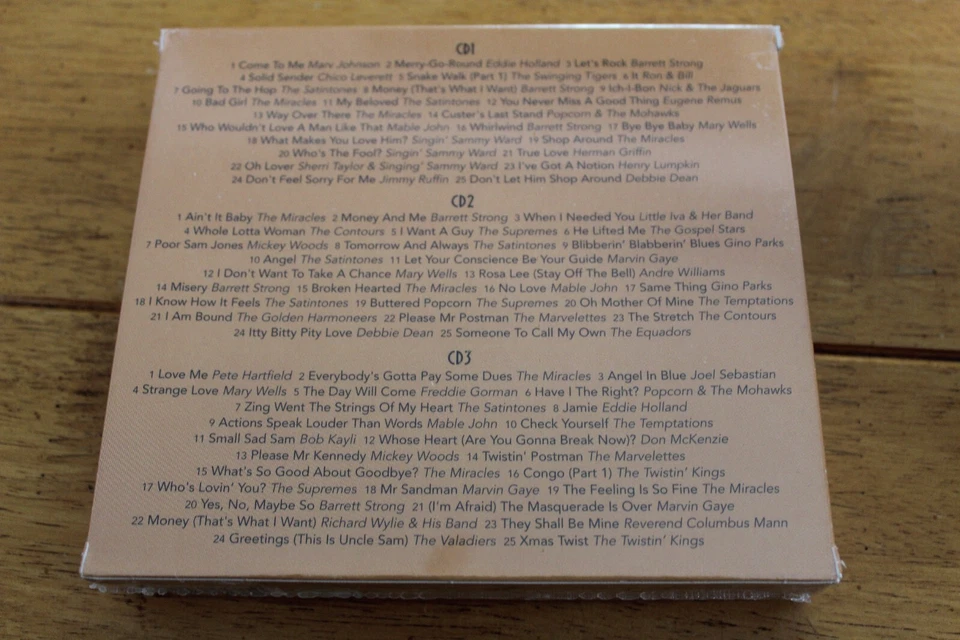 CD1
1 Come To Me Marv Johnson 2 Merry-Go-Round Eddie Holland 3 Let's Rock Barrett Strong
4 Solid Sender Chico Leverett 5 Snake Walk (Part 1) The Swinging Tigers 6 It Ron & Bill
7 Going To The Hop The Satintones 8 Money (That's What I Want) Barrett Strong 9 Ich-I-Bon Nick & The Jaguars
10 Bad Girl The Miracles 11 My Beloved The Satintones 12 You Never Miss A Good Thing Eugene Remus
13 Way Over There The Miracles 14 Custer's Last Stand Popcorn & The Mohawks
15 Who Wouldn't Love A Man Like That Mable John 16 Whirlwind Barrett Strong 17 Bye Bye Baby Mary Wells
18 What Makes You Love Him? Singin' Sammy Ward 19 Shop Around The Miracles
20 Who's The Fool? Singin' Sammy Ward 21 True Love Herman Griffin
22 Oh Lover Sherri Taylor & Singing' Sammy Ward 23 I've Got A Notion Henry Lumpkin
24 Don't Feel Sorry For Me Jimmy Ruffin 25 Don't Let Him Shop Around Debbie Dean
CD2
1 Ain't It Baby The Miracles 2 Money And Me Barrett Strong 3 When I Needed You Little Iva & Her Band
4 Whole Lotta Woman The Contours 5 I Want A Guy The Supremes 6 He Lifted Me The Gospel Stars
7 Poor Sam Jones Mickey Woods 8 Tomorrow And Always The Satintones 9 Blibberin' Blabberin' Blues Gino Parks
10 Angel The Satintones 11 Let Your Conscience Be Your Guide Marvin Gaye
12 I Don't Want To Take A Chance Mary Wells 13 Rosa Lee (Stay Off The Bell) Andre Williams
14 Misery Barrett Strong 15 Broken Hearted The Miracles 16 No Love Mable John 17 Same Thing Gino Parks
18 I Know How It Feels The Satintones 19 Buttered Popcorn The Supremes 20 Oh Mother Of Mine The Temptations
21 I Am Bound The Golden Harmoneers 22 Please Mr Postman The Marvelettes 23 The Stretch The Contours
24 Itty Bitty Pity Love Debbie Dean 25 Someone To Call My Own The Equadors
CD3
1 Love Me Pete Hartfield 2 Everybody's Gotta Pay Some Dues The Miracles 3 Angel In Blue Joel Sebastian
4 Strange Love Mary Wells 5 The Day Will Come Freddie Gorman 6 Have I The Right? Popcorn & The Mohawks
7 Zing Went The Strings Of My Heart The Satintones 8 Jamie Eddie Holland
9 Actions Speak Louder Than Words Mable John 10 Check Yourself The Temptations
11 Small Sad Sam Bob Kayli 12 Whose Heart (Are You Gonna Break Now)? Don McKenzie
13 Please Mr Kennedy Mickey Woods 14 Twistin' Postman The Marvelettes
15 What's So Good About Goodbye? The Miracles 16 Congo (Part 1) The Twistin' Kings
17 Who's Lovin' You? The Supremes 18 Mr Sandman Marvin Gaye 19 The Feeling Is So Fine The Miracles
20 Yes, No, Maybe So Barrett Strong 21 (I'm Afraid) The Masquerade Is Over Marvin Gaye
22 Money (That's What I Want) Richard Wylie & His Band 23 They Shall Be Mine Reverend Columbus Mann
24 Greetings (This Is Uncle Sam) The Valadiers 25 Xmas Twist The Twistin' Kings